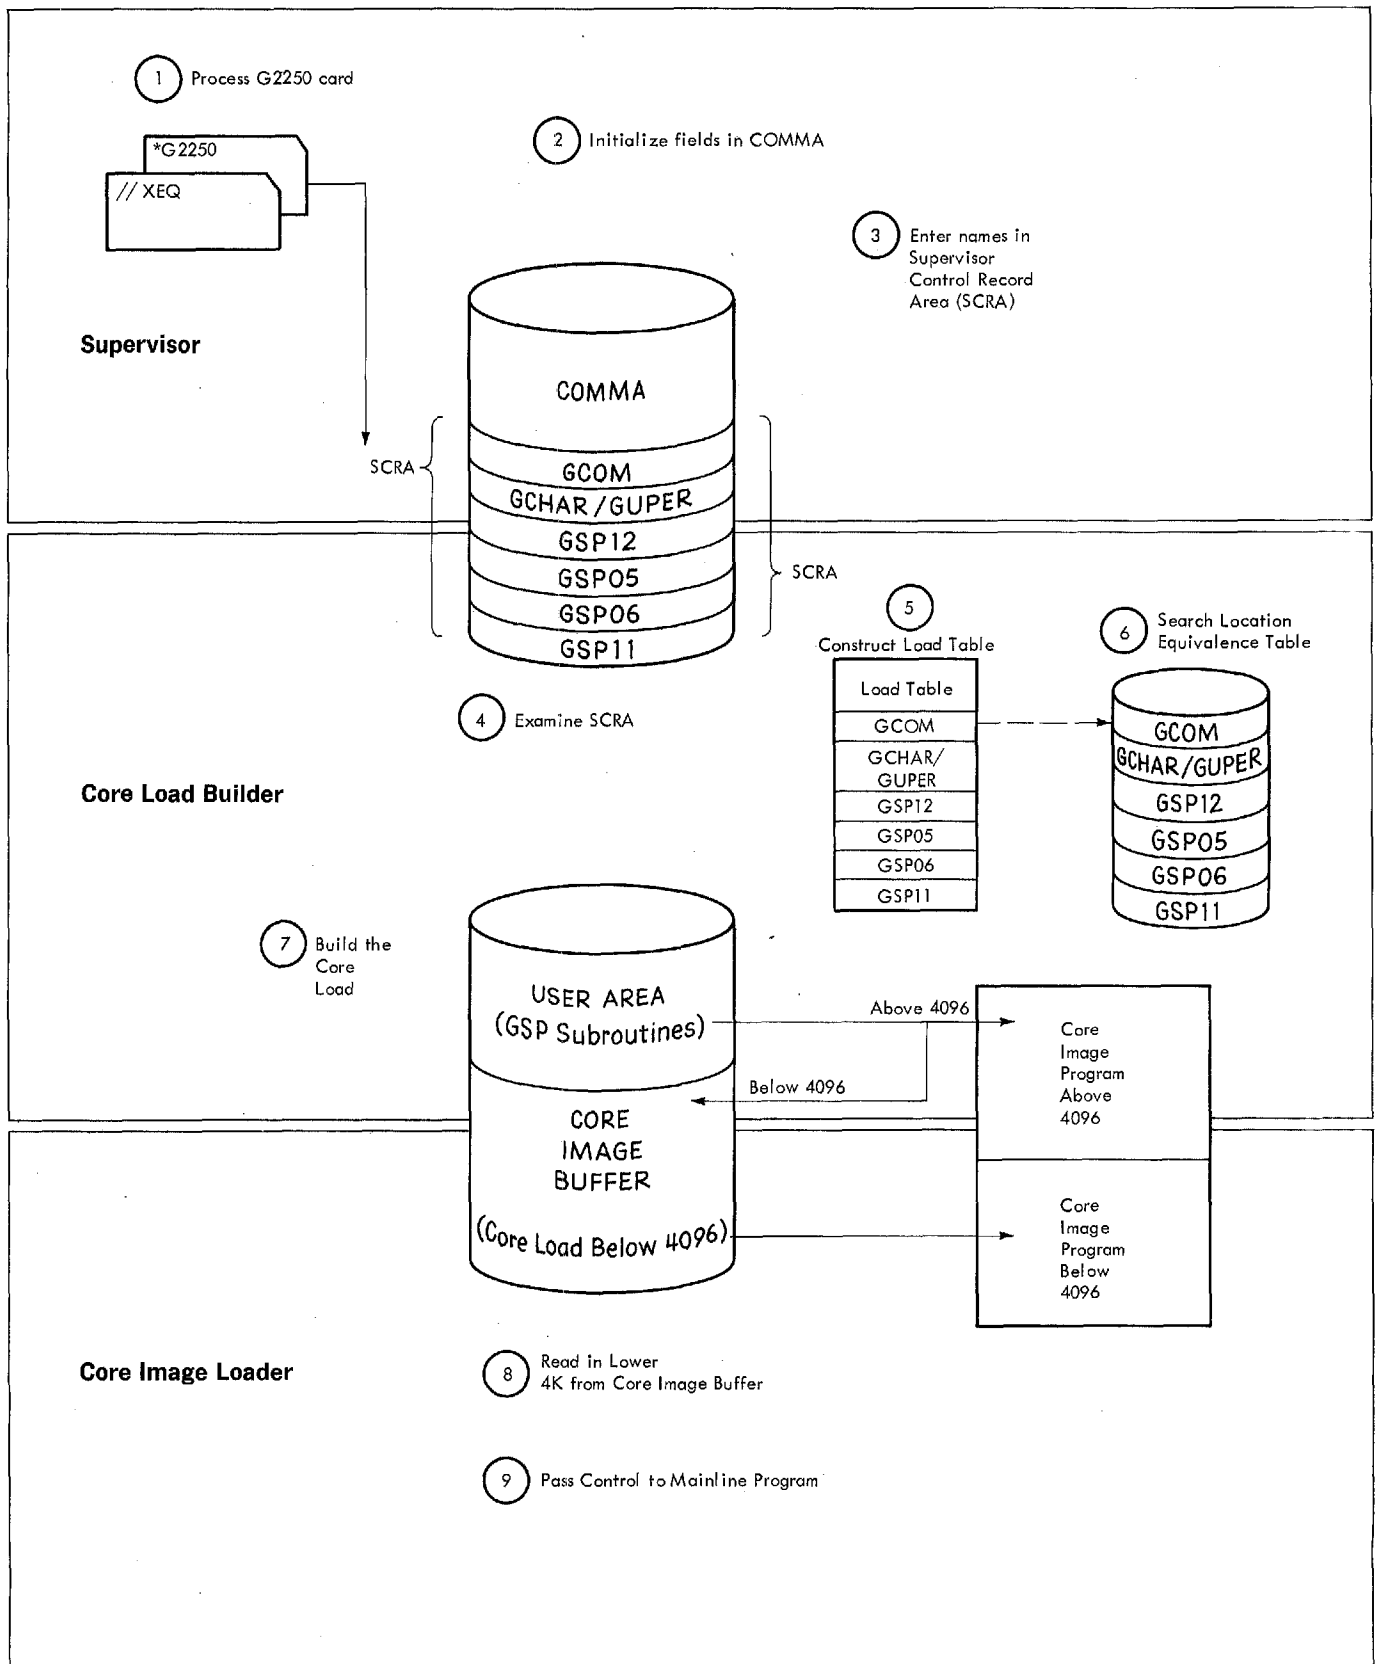 1 Process G2250 card
*G2250
// XEQ
2 Initialize fields in COMMA
3 Enter names in
Supervisor
Control Record
Area (SCRA)
Supervisor
COMMA
SCRA
GCOM
GCHAR/GUPER
GSP12
GSP05
GSP06
GSP11
SCRA
4 Examine SCRA
5
Construct Load Table
Load Table
GCOM
GCHAR/
GUPER
GSP12
GSP05
GSP06
GSP11
6 Search Location
Equivalence Table
GCOM
GCHAR/GUPER
GSP12
GSP05
GSP06
GSP11
Core Load Builder
7 Build the
Core
Load
USER AREA
(GSP Subroutines)
Above 4096
Below 4096
Core
Image
Program
Above
4096
CORE
IMAGE
BUFFER
(Core Load Below 4096)
Core
Image
Program
Below
4096
Core Image Loader
8 Read in Lower
4K from Core Image Buffer
9 Pass Control to Mainline Program